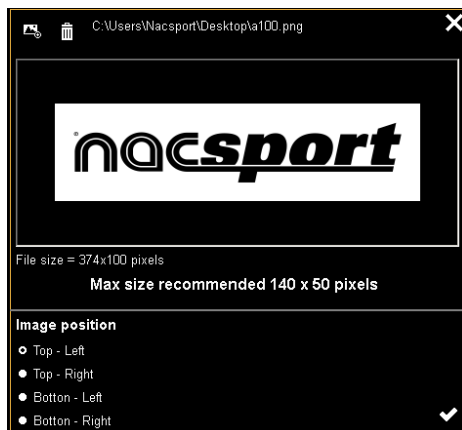 C:\Users\Nacsport\Desktop\a100.png
nacsport
File size = 374x100 pixels
Max size recommended 140 x 50 pixels
Image position
Top - Left
Top - Right
Botton - Left
Botton - Right